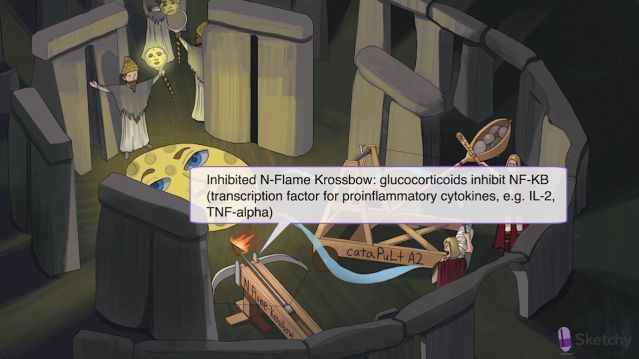 Inhibited N-Flame Krossbow: glucocorticoids inhibit NF-KB
(transcription factor for proinflammatory cytokines, e.g. IL-2,
TNF-alpha)
cataPuLt A2
N-Flame-Krossbow
Sketchy